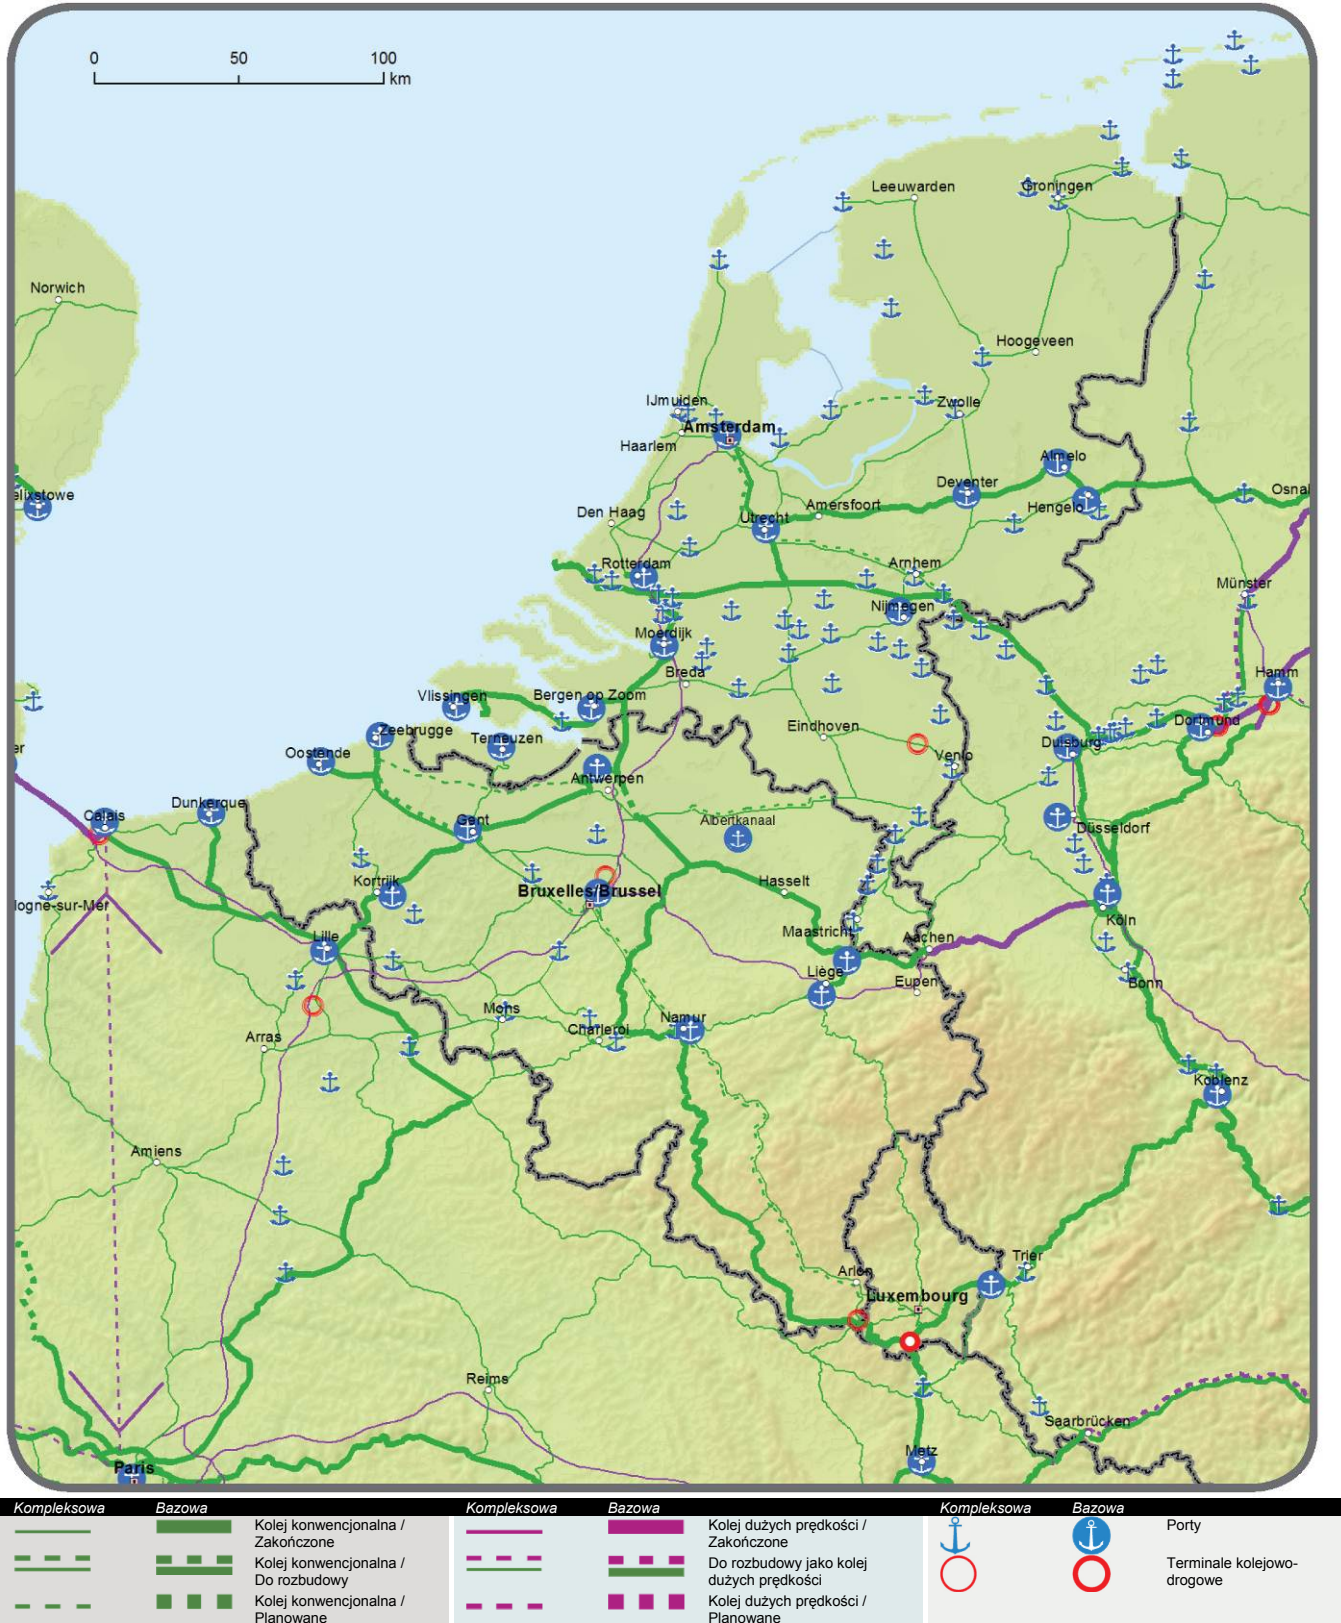 0 50 100
km
Leeuwarden
Groningen
Norwich
Hoogeveen
IJmuiden
Zwolle
Amsterdam
Haarlem
Almelo
Deventer
elixstowe
Osnal
Amersfoort
Hengelo
Den Haag
Utrecht
Rotterdam
Arnhem
Münster
Nijmegen
Moerdijk
Breda
Hamm
Vlissingen
Bergen op Zoom
Zeebrugge
Eindhoven
Dortmund
Terneuzen
Duisburg
er
Oostende
Venlo
Antwerpen
Dunkerque
Calais
Gent
Albertkanaal
Düsseldorf
Kortrijk
Hasselt
Bruxelles/Brussel
logne-sur-Mer
Köln
Lille
Maastricht
Aachen
Liège
Eupen
Bonn
Mons
Namur
Charleroi
Arras
Koblenz
Amiens
Trier
Arlon
Luxembourg
Reims
Saarbrücken
Metz
Paris
Kompleksowa Bazowa
Kolej konwencjonalna /
Zakończone
Kolej konwencjonalna /
Do rozbudowy
Kolej konwencjonalna /
Planowane
Kompleksowa Bazowa
Kolej dużych prędkości /
Zakończone
Do rozbudowy jako kolej
dużych prędkości
Kolej dużych prędkości /
Planowane
Kompleksowa Bazowa
Porty
Terminale kolejowo-
drogowe